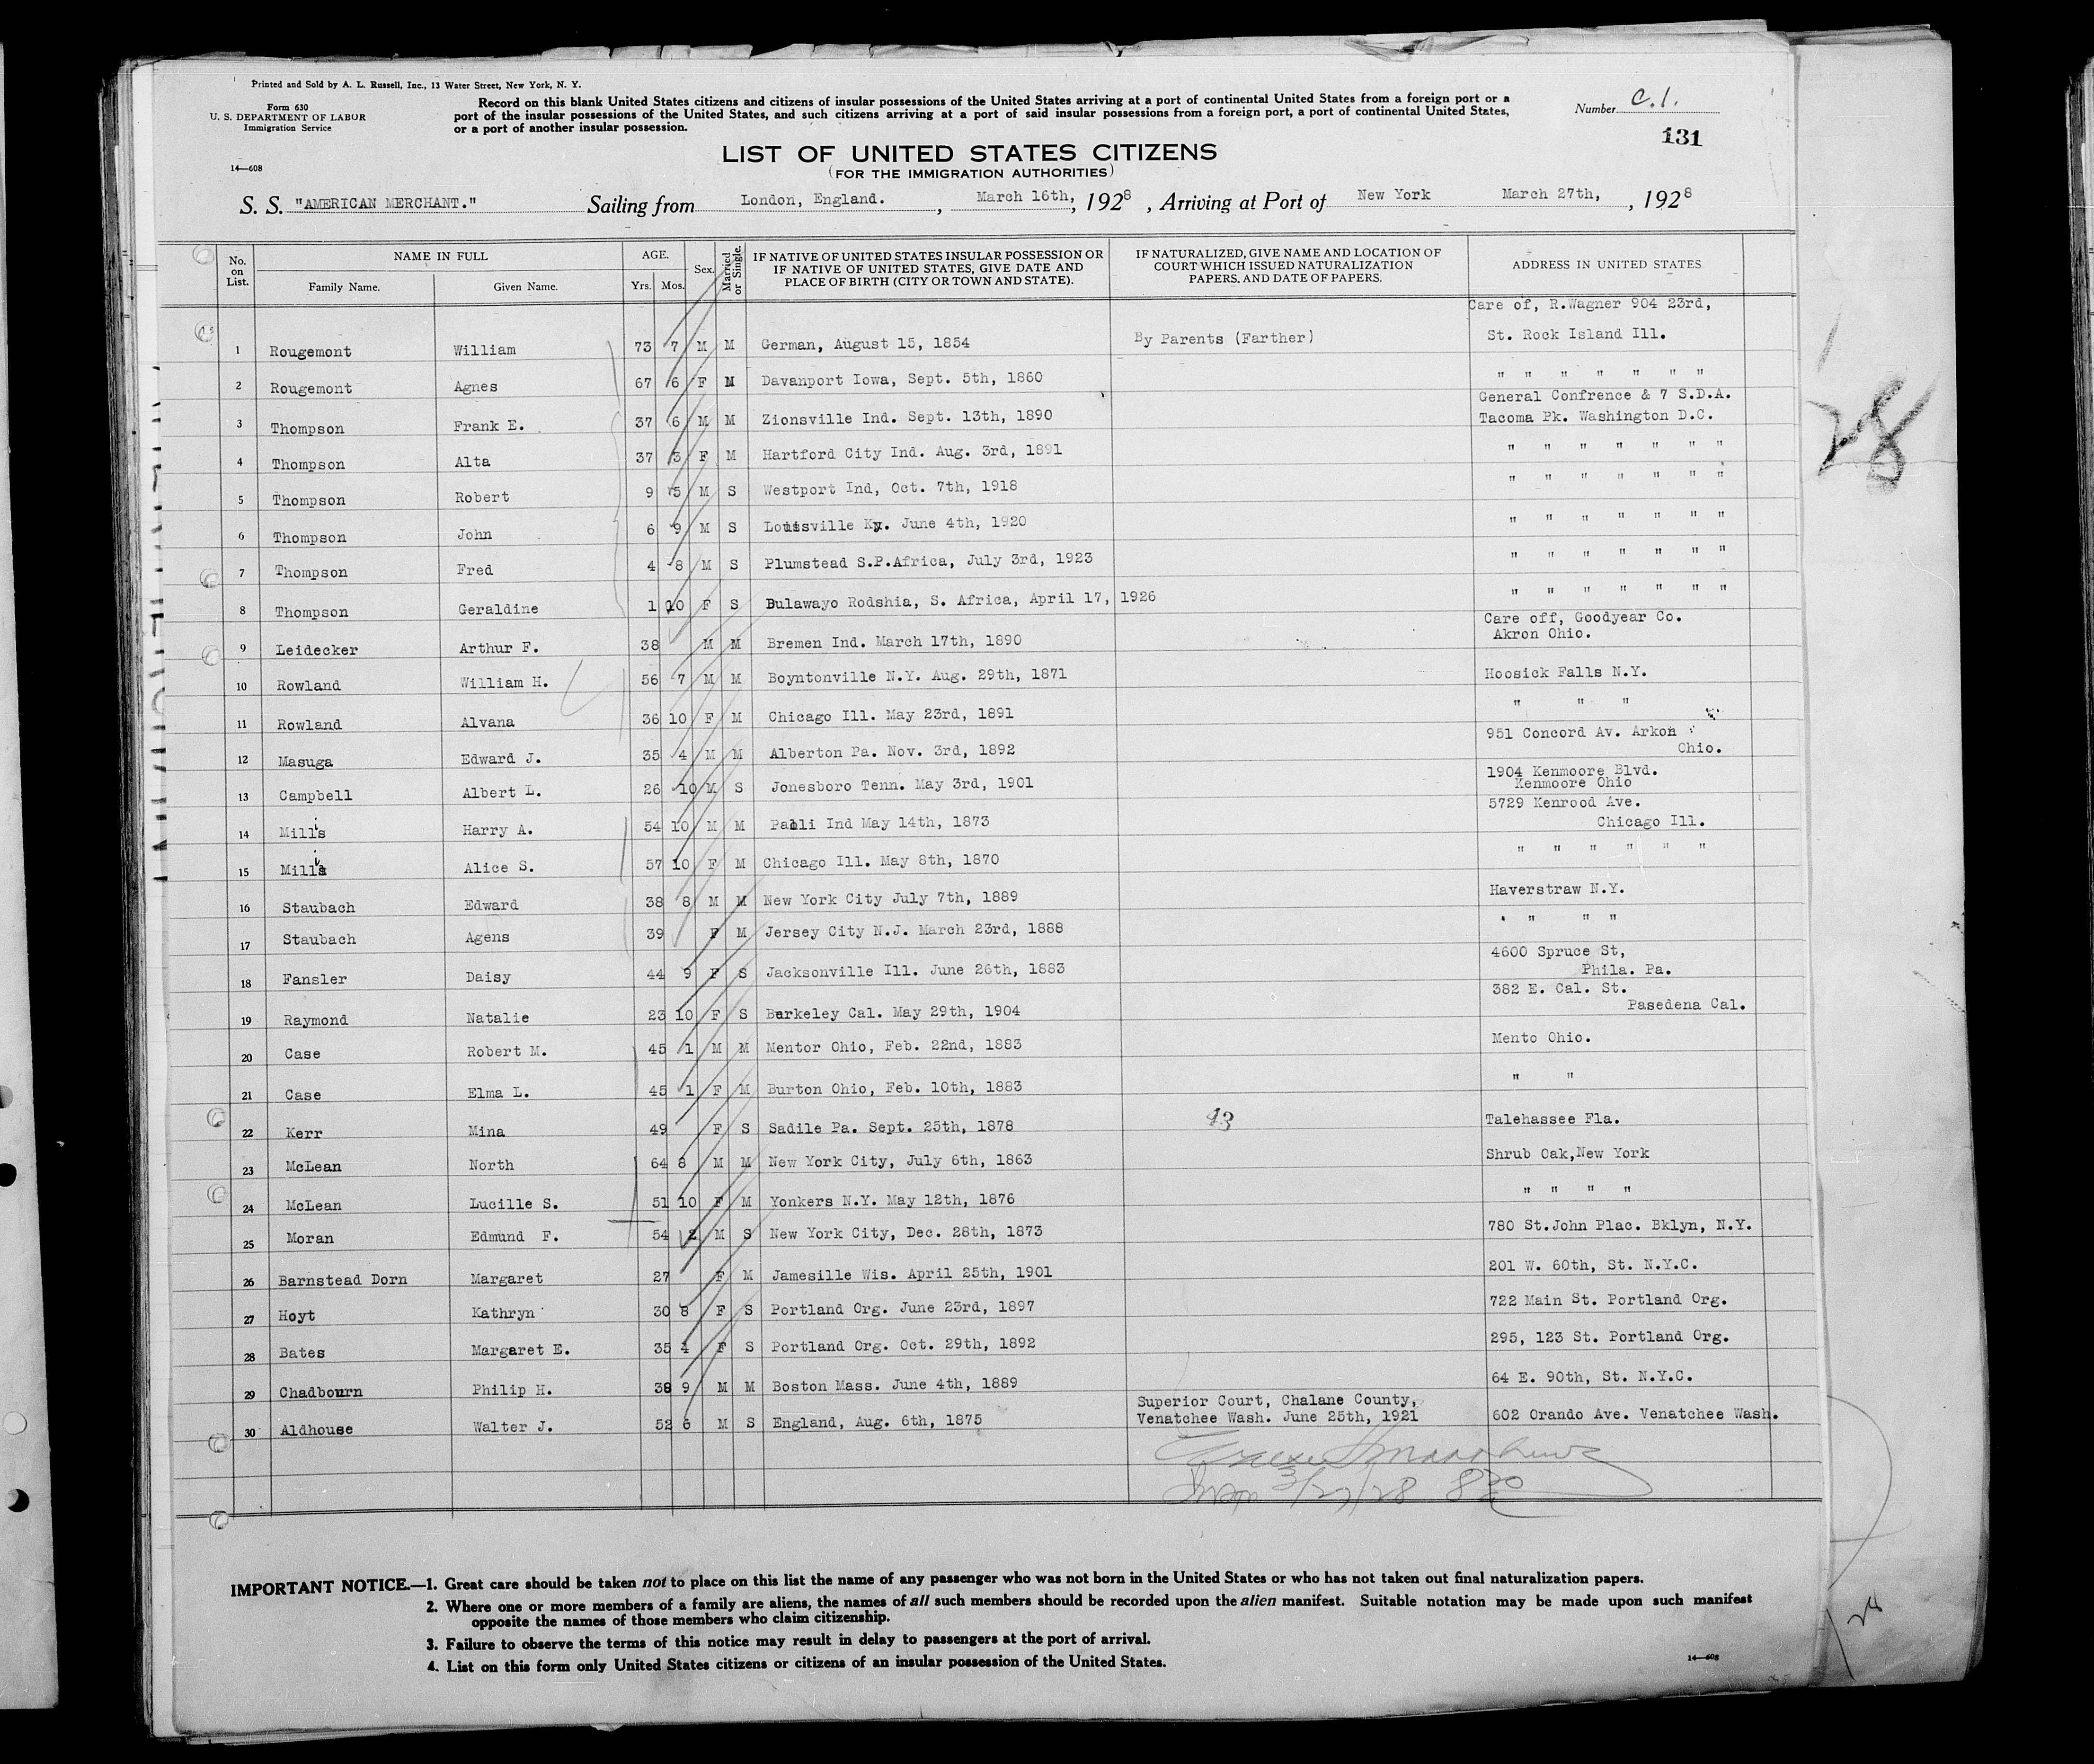 Printed and Sold by A. L. Russell, Inc., 13 Water Street, New York, N. Y.
Form 630
U. S. DEPARTMENT OF LABOR
Immigration Service
14—608
Record on this blank United States citizens and citizens of insular possessions of the United States arriving at a port of continental United States from a foreign port or a
port of the insular possessions of the United States, and such citizens arriving at a port of said insular possessions from a foreign port, a port of continental United States,
or a port of another insular possession.
Number C.1.
131
LIST OF UNITED STATES CITIZENS
(FOR THE IMMIGRATION AUTHORITIES)
S. S. "AMERICAN MERCHANT." Sailing from London, England. , March 16th, , 1928 , Arriving at Port of New York March 27th, , 1928
No. on List. NAME IN FULL Family Name. Given Name. AGE. Yrs. Mos. Sex. Married or Single. IF NATIVE OF UNITED STATES INSULAR POSSESSION OR IF NATIVE OF UNITED STATES, GIVE DATE AND PLACE OF BIRTH (CITY OR TOWN AND STATE). IF NATURALIZED, GIVE NAME AND LOCATION OF COURT WHICH ISSUED NATURALIZATION PAPERS, AND DATE OF PAPERS. ADDRESS IN UNITED STATES
Care of, R.Wagner 904 23rd,
1 Rougemont William 73 7 M M German, August 15, 1854 By Parents (Farther) St. Rock Island Ill.
2 Rougemont Agnes 67 6 F M Davanport Iowa, Sept. 5th, 1860 " " " " " " "
General Confrence & 7 S.D.A.
3 Thompson Frank E. 37 6 M M Zionsville Ind. Sept. 13th, 1890 Tacoma Pk. Washington D.C.
4 Thompson Alta 37 3 F M Hartford City Ind. Aug. 3rd, 1891 " " " " " " "
5 Thompson Robert 9 5 M S Westport Ind, Oct. 7th, 1918 " " " " " " "
6 Thompson John 6 9 M S Louisville Ky. June 4th, 1920 " " " " " " "
7 Thompson Fred 4 8 M S Plumstead S.P.Africa, July 3rd, 1923 " " " " " " "
8 Thompson Geraldine 1 10 F S Bulawayo Rodshia, S. Africa, April 17, 1926 " " " " " " "
Care off, Goodyear Co.
9 Leidecker Arthur F. 38 M M Bremen Ind. March 17th, 1890 Akron Ohio.
10 Rowland William H. 56 7 M M Boyntonville N.Y. Aug. 29th, 1871 Hoosick Falls N.Y.
11 Rowland Alvana 36 10 F M Chicago Ill. May 23rd, 1891 " " "
951 Concord Av. Arkon
12 Masuga Edward J. 35 4 M M Alberton Pa. Nov. 3rd, 1892 Ohio.
1904 Kenmoore Blvd.
13 Campbell Albert L. 26 10 M S Jonesboro Tenn. May 3rd, 1901 Kenmoore Ohio
5729 Kenrood Ave.
14 Mills Harry A. 54 10 M M Paoli Ind May 14th, 1873 Chicago Ill.
15 Mills Alice S. 57 10 F M Chicago Ill. May 8th, 1870 " " " " " "
16 Staubach Edward 38 8 M M New York City July 7th, 1889 Haverstraw N.Y.
17 Staubach Agens 39 F M Jersey City N.J. March 23rd, 1888 " " " "
4600 Spruce St,
18 Fansler Daisy 44 9 F S Jacksonville Ill. June 26th, 1883 Phila. Pa.
382 E. Cal. St.
19 Raymond Natalie 23 10 F S Berkeley Cal. May 29th, 1904 Pasedena Cal.
20 Case Robert M. 45 1 M M Mentor Ohio, Feb. 22nd, 1883 Mento Ohio.
21 Case Elma L. 45 1 F M Burton Ohio, Feb. 10th, 1883 " "
22 Kerr Mina 49 F S Sadile Pa. Sept. 25th, 1878 43 Talehassee Fla.
23 McLean North 64 8 M M New York City, July 6th, 1863 Shrub Oak,New York
24 McLean Lucille S. 51 10 F M Yonkers N.Y. May 12th, 1876 " " " "
25 Moran Edmund F. 54 2 M S New York City, Dec. 28th, 1873 780 St.John Plac. Bklyn, N.Y.
26 Barnstead Dorn Margaret 27 F M Jamesille Wis. April 25th, 1901 201 W. 60th, St. N.Y.C.
27 Hoyt Kathryn 30 8 F S Portland Org. June 23rd, 1897 722 Main St. Portland Org.
28 Bates Margaret E. 35 4 F S Portland Org. Oct. 29th, 1892 295, 123 St. Portland Org.
29 Chadbourn Philip H. 38 9 M M Boston Mass. June 4th, 1889 64 E. 90th, St. N.Y.C.
Superior Court, Chalane County,
30 Aldhouse Walter J. 52 6 M S England, Aug. 6th, 1875 Venatchee Wash. June 25th, 1921 602 Orando Ave. Venatchee Wash.
3/27/28 8 30
28
IMPORTANT NOTICE.—1. Great care should be taken not to place on this list the name of any passenger who was not born in the United States or who has not taken out final naturalization papers.
2. Where one or more members of a family are aliens, the names of all such members should be recorded upon the alien manifest. Suitable notation may be made upon such manifest
opposite the names of those members who claim citizenship.
3. Failure to observe the terms of this notice may result in delay to passengers at the port of arrival.
4. List on this form only United States citizens or citizens of an insular possession of the United States.
14—608
28